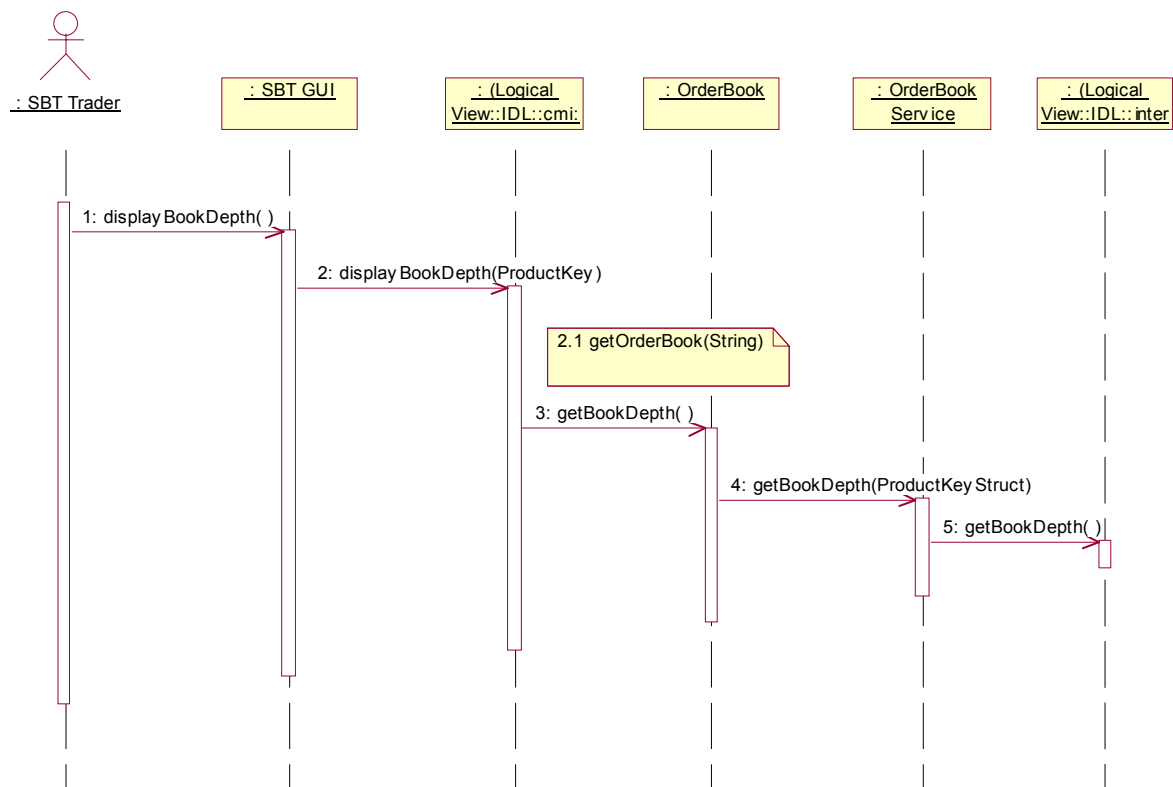 : SBT Trader
: SBT GUI
: (Logical
View::IDL::cmi:
: OrderBook
: OrderBook
Service
: (Logical
View::IDL::inter
1: displayBookDepth( )
2: displayBookDepth(ProductKey)
2.1 getOrderBook(String)
3: getBookDepth( )
4: getBookDepth(ProductKeyStruct)
5: getBookDepth( )